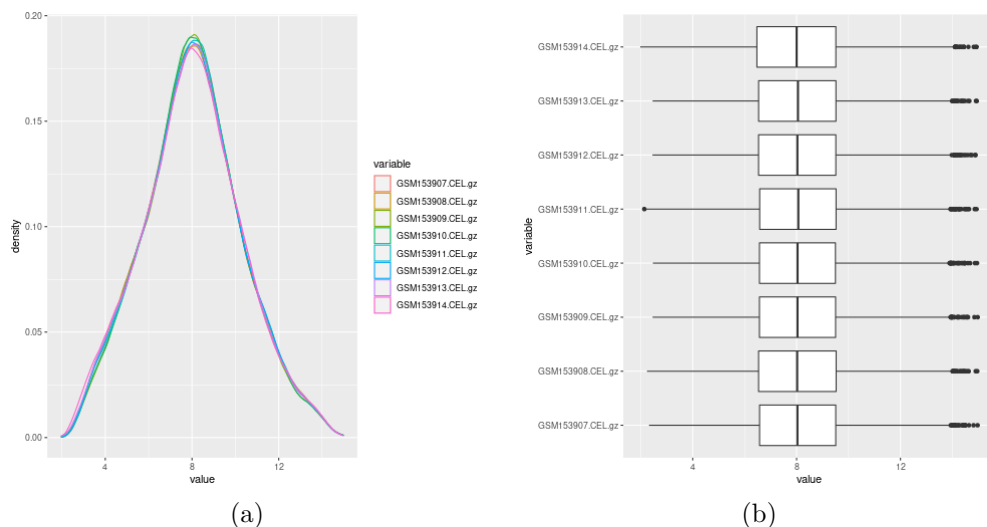 0.20
0.15
0.10
0.05
0.00
density
4 8 12
value
variable
GSM153907.CEL.gz
GSM153908.CEL.gz
GSM153909.CEL.gz
GSM153910.CEL.gz
GSM153911.CEL.gz
GSM153912.CEL.gz
GSM153913.CEL.gz
GSM153914.CEL.gz
(a)
GSM153914.CEL.gz
GSM153913.CEL.gz
GSM153912.CEL.gz
GSM153911.CEL.gz
GSM153910.CEL.gz
GSM153909.CEL.gz
GSM153908.CEL.gz
GSM153907.CEL.gz
variable
4 8 12
value
(b)